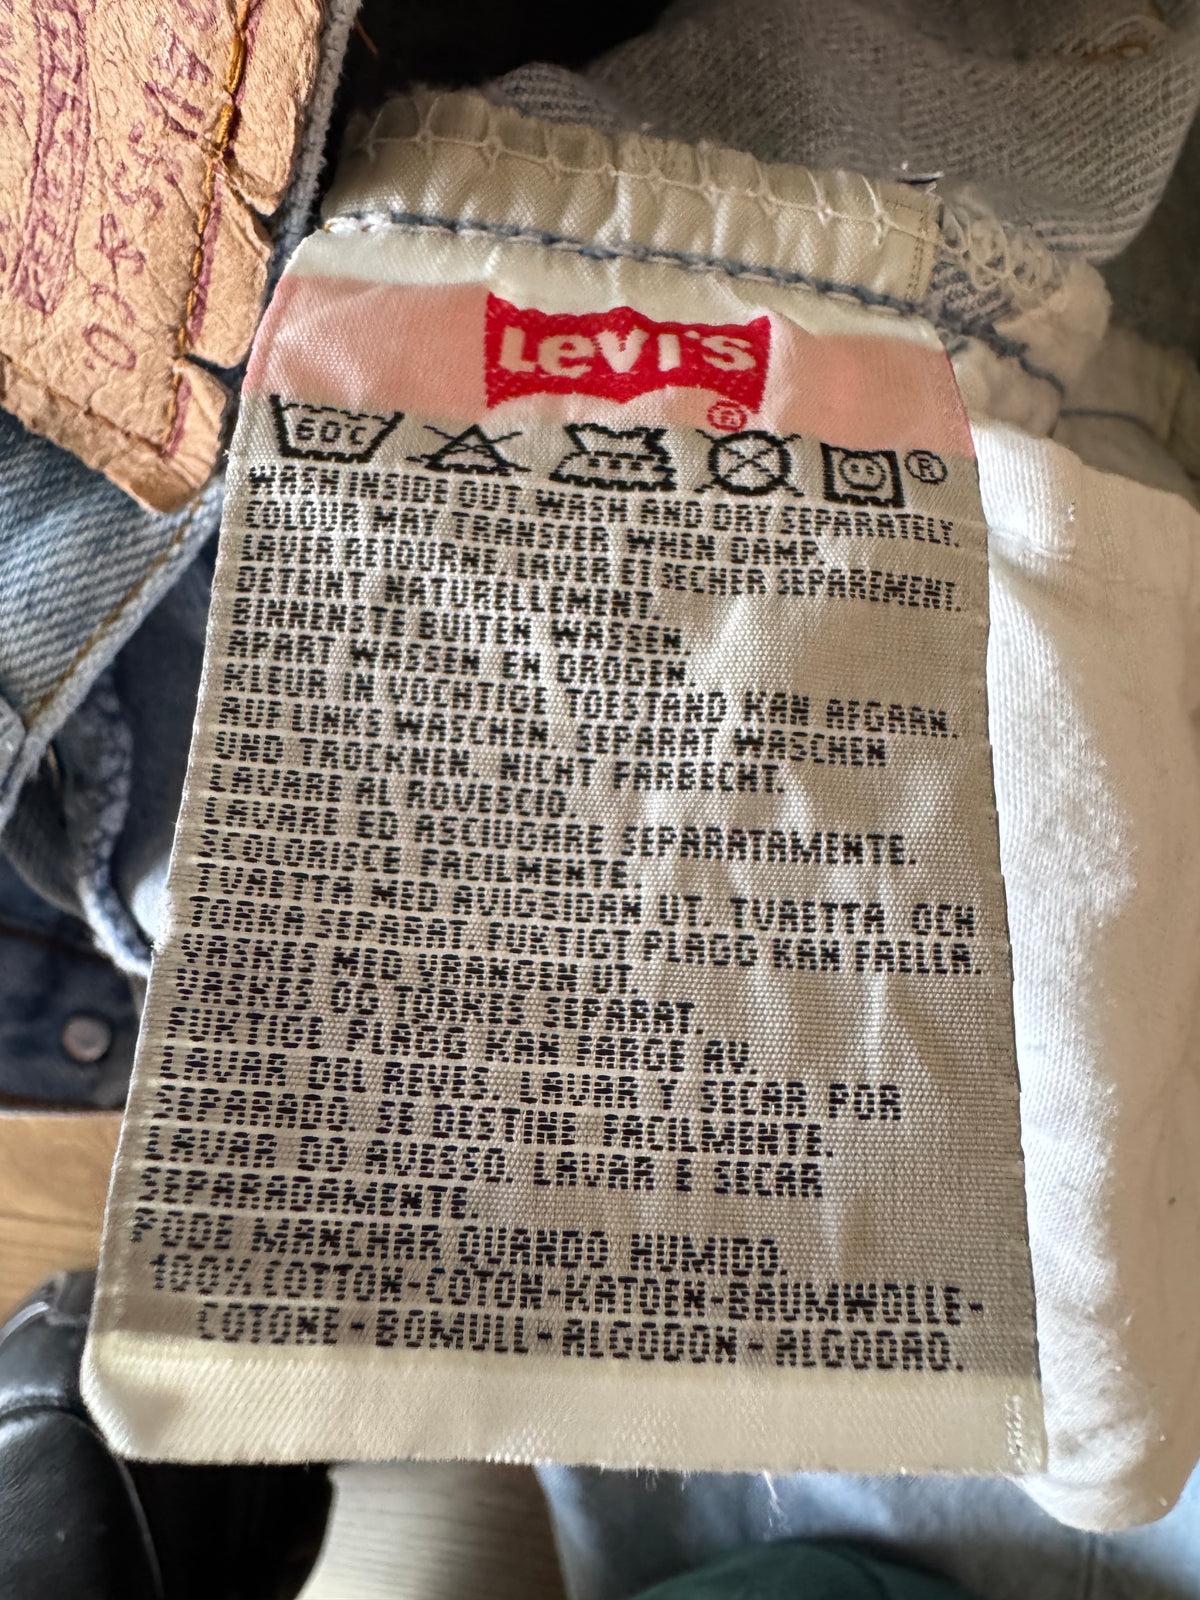 Levi's
®
60°C
®
WASH INSIDE OUT. WASH AND DRY SEPARATELY.
COLOUR MAY TRANSFER WHEN DAMP.
LAVER RETOURNE. LAVER ET SECHER SEPAREMENT.
DETEINT NATURELLEMENT.
BINNENSTE BUITEN WASSEN.
APART WASSEN EN DROGEN.
KLEUR IN VOCHTIGE TOESTAND KAN AFGAAN.
AUF LINKS WASCHEN. SEPARAT WASCHEN
UND TROCKNEN. NICHT FARBECHT.
LAVARE AL ROVESCIO.
LAVARE ED ASCIUGARE SEPARATAMENTE.
SCOLORISCE FACILMENTE.
TVAETTA MED AVIGSIDAN UT. TVAETTA OCH
TORKA SEPARAT. FUKTIGT PLAGG KAN FAELLA.
VASKES MED VRANGEN UT.
VASKES OG TORKES SEPARAT.
FUKTIGE PLAGG KAN FARGE AV.
LAVAR DEL REVES. LAVAR Y SECAR POR
SEPARADO. SE DESTINE FACILMENTE.
LAVAR DO AVESSO. LAVAR E SECAR
SEPARADAMENTE.
PODE MANCHAR QUANDO HUMIDO.
100% COTTON-COTON-KATOEN-BAUMWOLLE-
COTONE-BOMULL-ALGODON-ALGODAO.